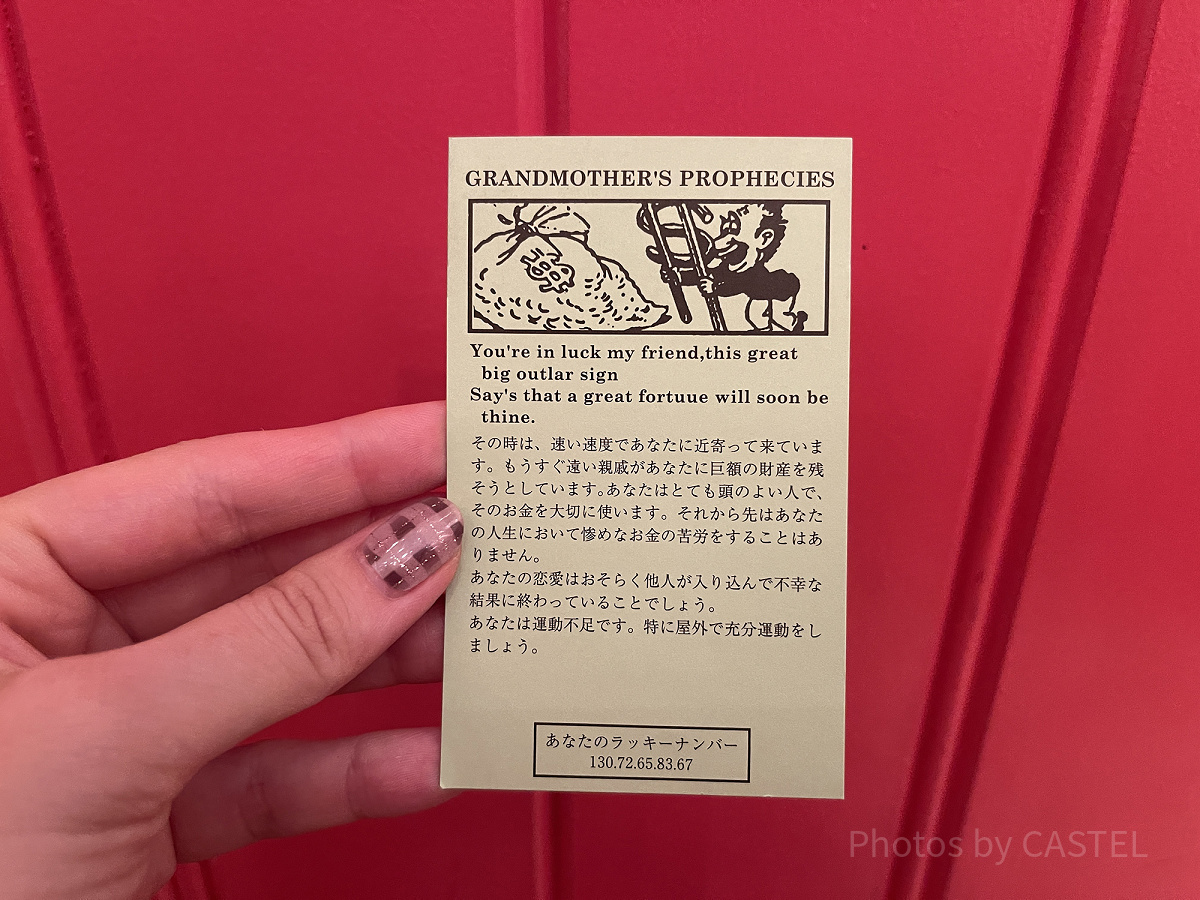 GRANDMOTHER'S PROPHECIES
You're in luck my friend,this great
big outlar sign
Say's that a great fortuue will soon be
thine.
その時は、速い速度であなたに近寄って来ていま
す。もうすぐ遠い親戚があなたに巨額の財産を残
そうとしています。あなたはとても頭のよい人で、
そのお金を大切に使います。それから先はあなた
の人生において惨めなお金の苦労をすることはあ
りません。
あなたの恋愛はおそらく他人が入り込んで不幸な
結果に終わっていることでしょう。
あなたは運動不足です。特に屋外で充分運動をし
ましょう。
あなたのラッキーナンバー
130.72.65.83.67
Photos by CASTEL